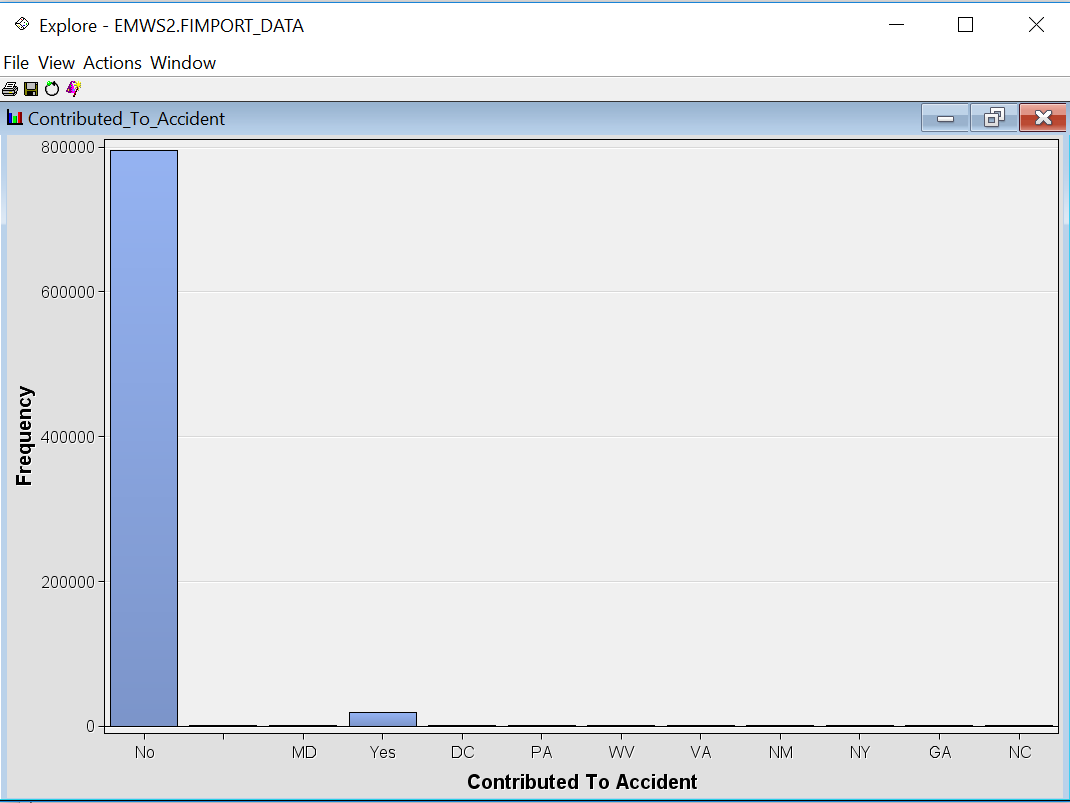 Explore - EMWS2.FIMPORT_DATA
File View Actions Window
Contributed_To_Accident
800000
600000
400000
200000
0
Frequency
No MD Yes DC PA WV VA NM NY GA NC
Contributed To Accident